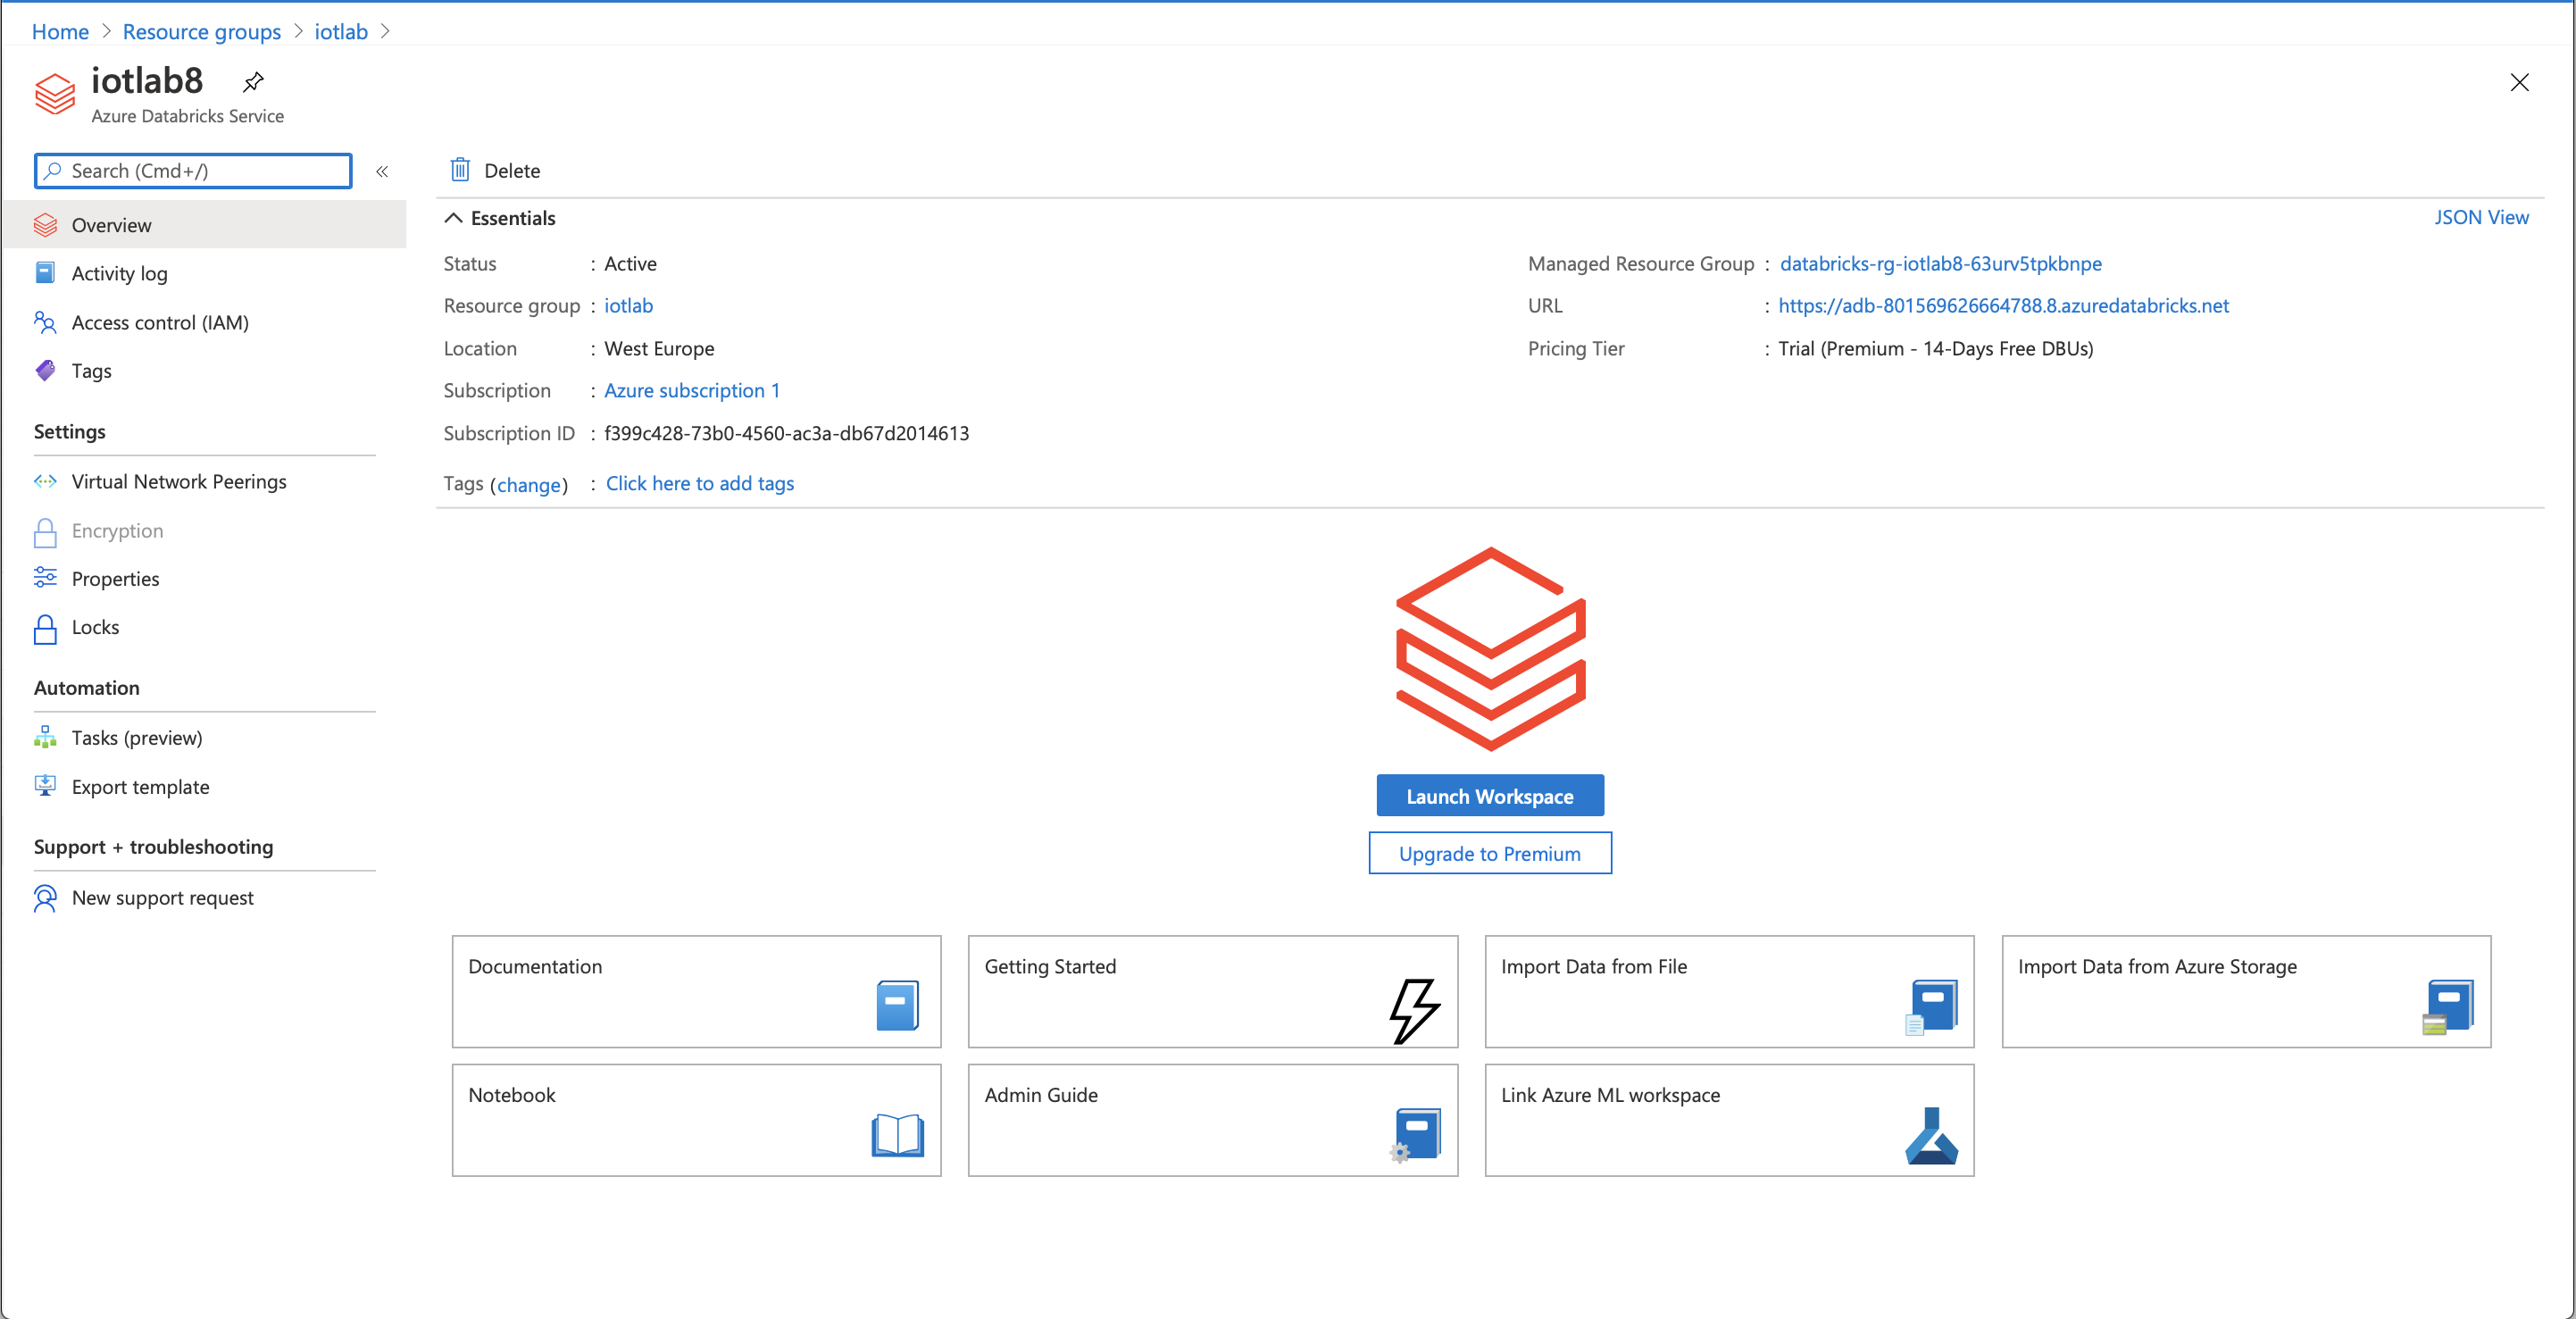 Home > Resource groups > iotlab >
iotlab8
Azure Databricks Service
Search (Cmd+/)
«
Overview
Activity log
Access control (IAM)
Tags
Settings
Virtual Network Peerings
Encryption
Properties
Locks
Automation
Tasks (preview)
Export template
Support + troubleshooting
New support request
Delete
Essentials
JSON View
Status : Active
Resource group : iotlab
Location : West Europe
Subscription : Azure subscription 1
Subscription ID : f399c428-73b0-4560-ac3a-db67d2014613
Tags (change) : Click here to add tags
Managed Resource Group : databricks-rg-iotlab8-63urv5tpkbnpe
URL : https://adb-801569626664788.8.azuredatabricks.net
Pricing Tier : Trial (Premium - 14-Days Free DBUs)
Launch Workspace
Upgrade to Premium
Documentation
Getting Started
Import Data from File
Import Data from Azure Storage
Notebook
Admin Guide
Link Azure ML workspace